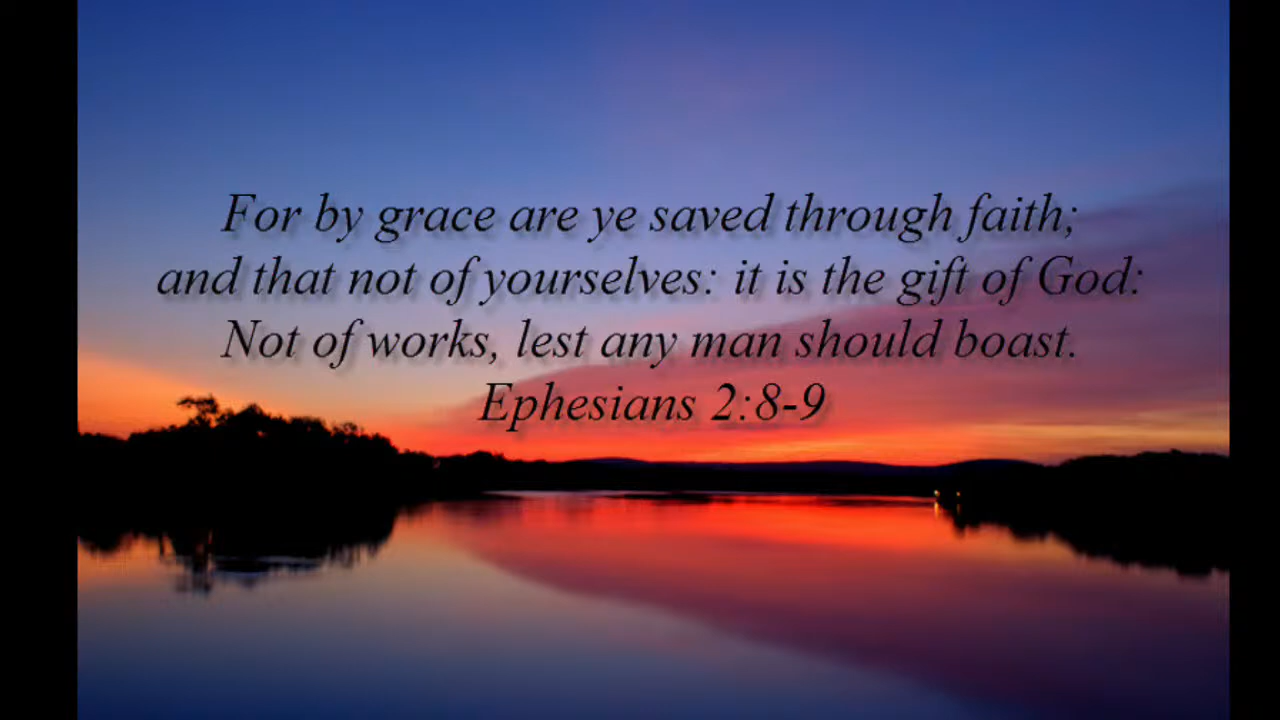 For by grace are ye saved through faith;
and that not of yourselves: it is the gift of God:
Not of works, lest any man should boast.
Ephesians 2:8-9